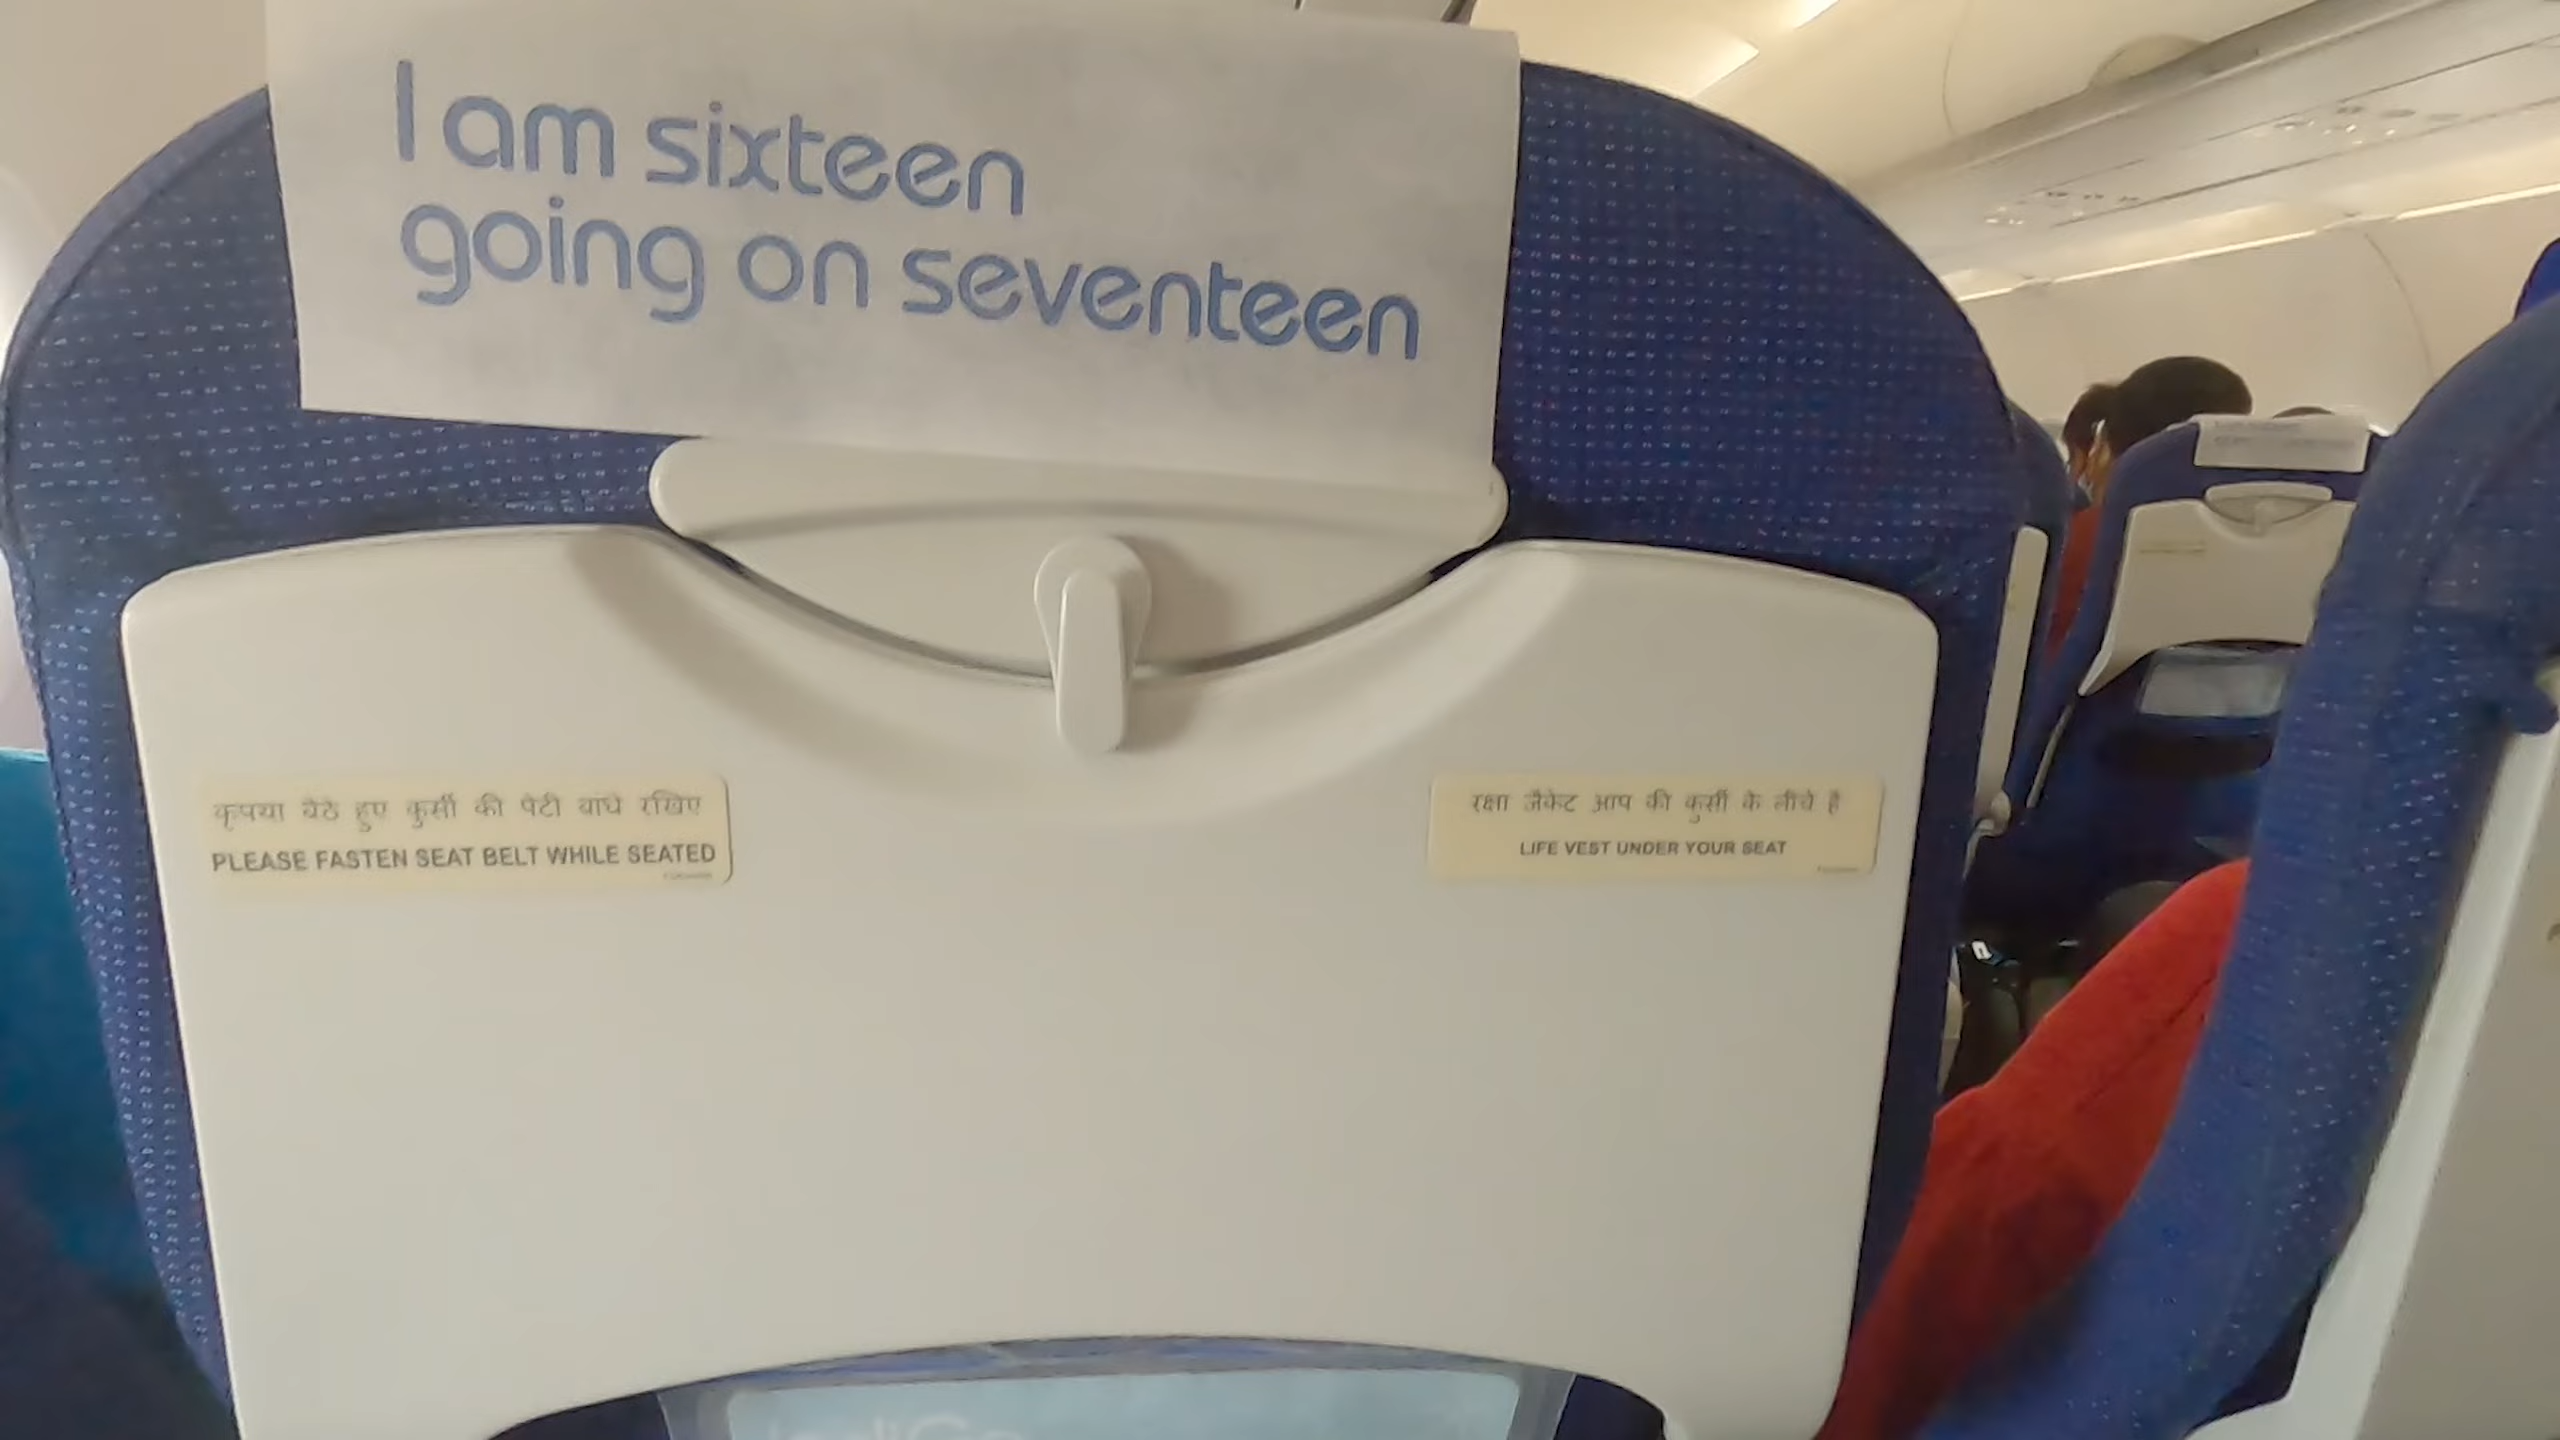 I am sixteen
going on seventeen
कृपया बैठे हुए कुर्सी की पेटी बांधे रखिए
PLEASE FASTEN SEAT BELT WHILE SEATED
रक्षा जैकेट आप की कुर्सी के नीचे है
LIFE VEST UNDER YOUR SEAT
IndiGo